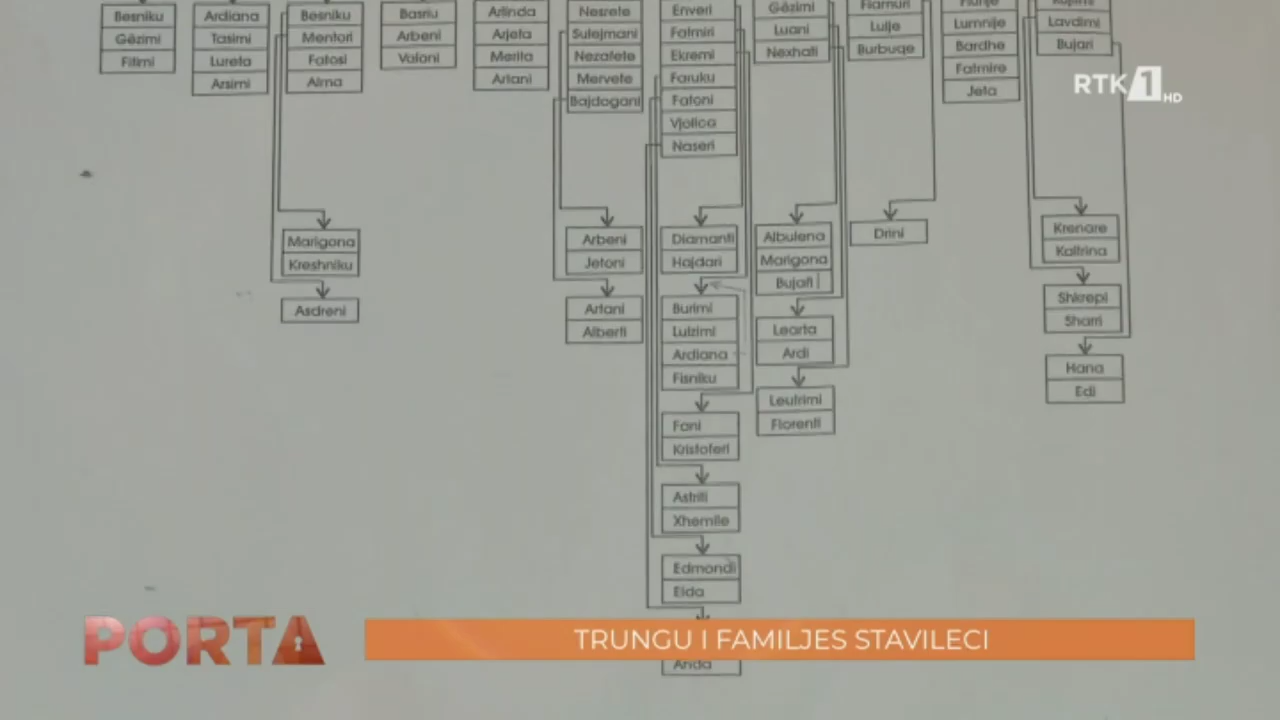 Besniku
Gëzimi
Fitimi
Ardiana
Tasimi
Lureta
Arsimi
Besniku
Mentori
Fatosi
Alma
Basriu
Arbeni
Valoni
Arlinda
Arjeta
Merita
Artani
Nesrete
Sulejmani
Nezafete
Mervete
Bajdogani
Enveri
Fatmiri
Ekremi
Faruku
Fatoni
Vjollca
Naseri
Gëzimi
Luani
Nexhati
Flamuri
Lulje
Burbuqe
Lumnije
Bardhe
Fatmire
Jeta
Lavdimi
Bujari
RTK 1 HD
Marigona
Kreshniku
Asdreni
Arbeni
Jetoni
Artani
Alberti
Diamanti
Hajdari
Burimi
Lulzimi
Ardiana
Fisniku
Fani
Kristoferi
Astriti
Xhemile
Edmondi
Elda
Albulena
Marigona
Bujafi
Learta
Ardi
Leutrimi
Florenti
Drini
Krenare
Kaltrina
Shkrepi
Sharri
Hana
Edi
PORTA
TRUNGU I FAMILJES STAVILECI
Anda